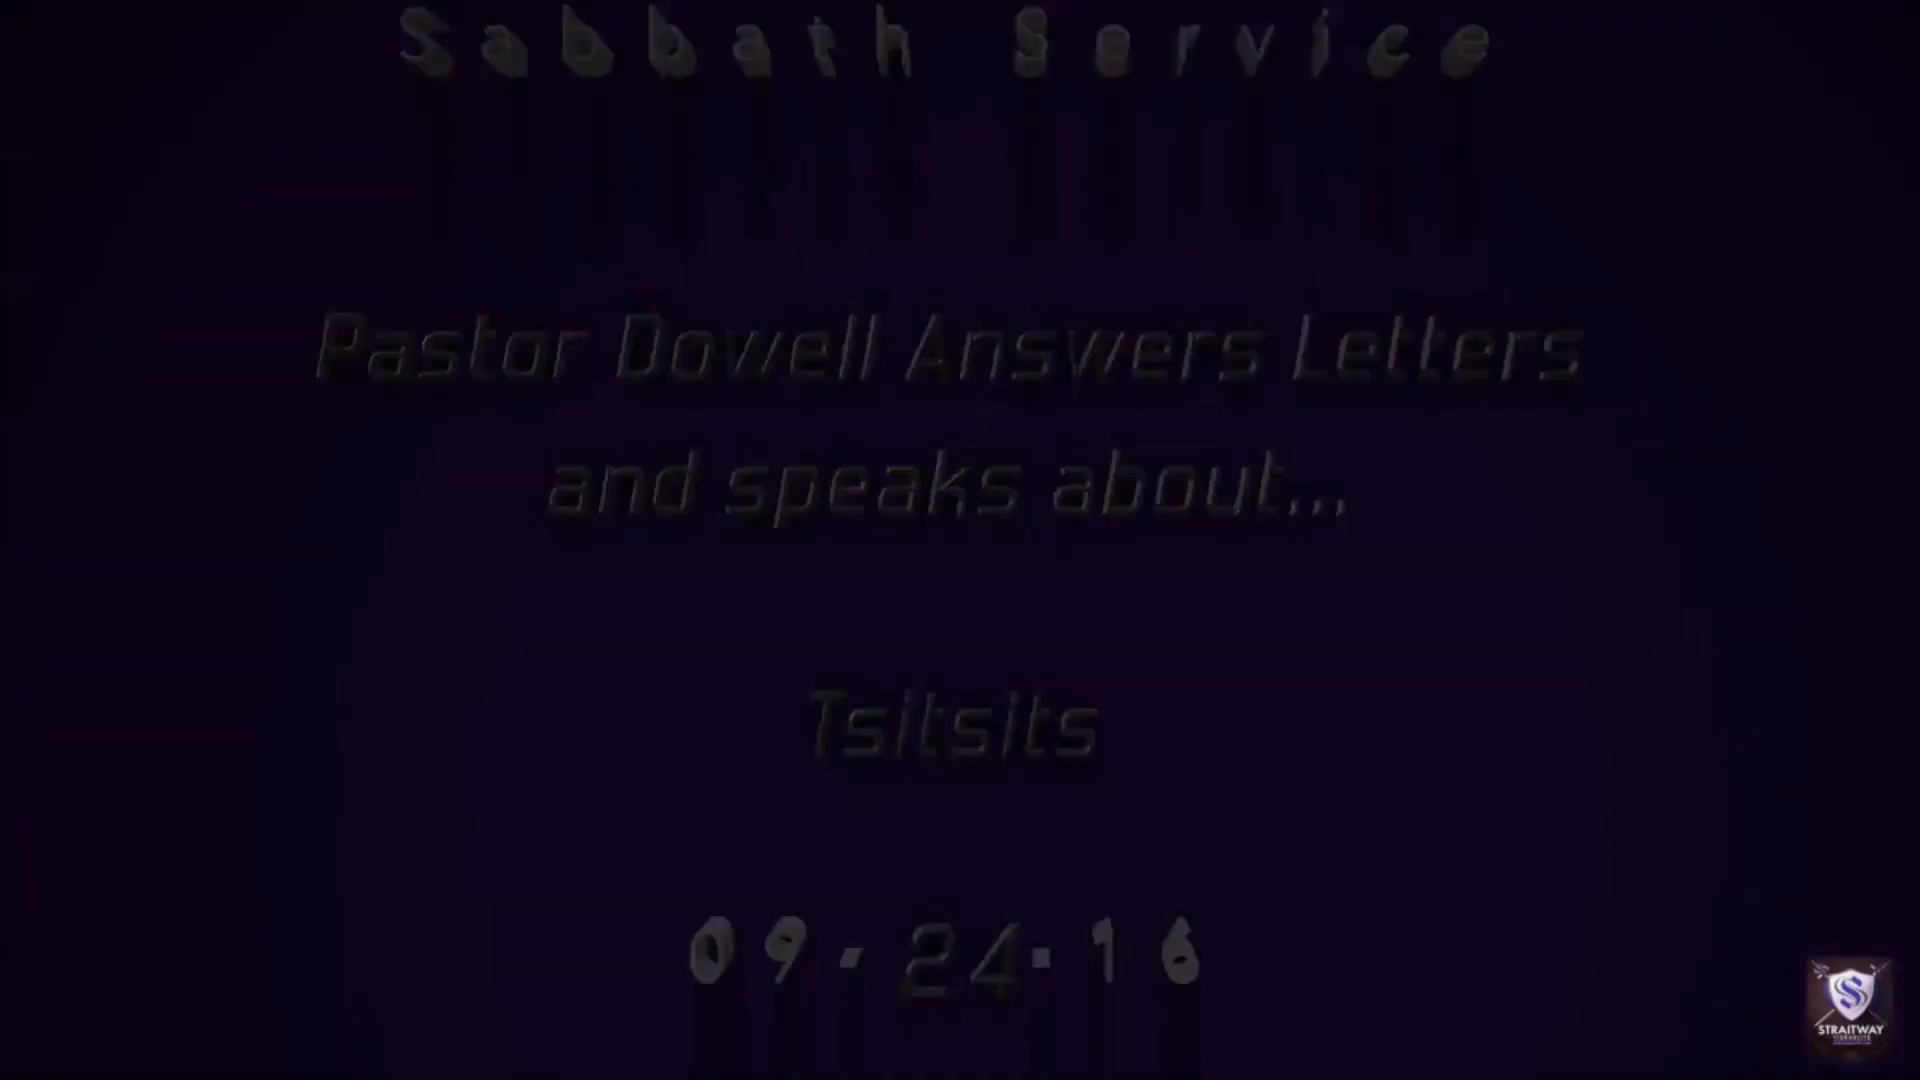 Sabbath Service
Pastor Dowell Answers Letters
and speaks about...
Tsitsits
09-24-16
STRAITWAY